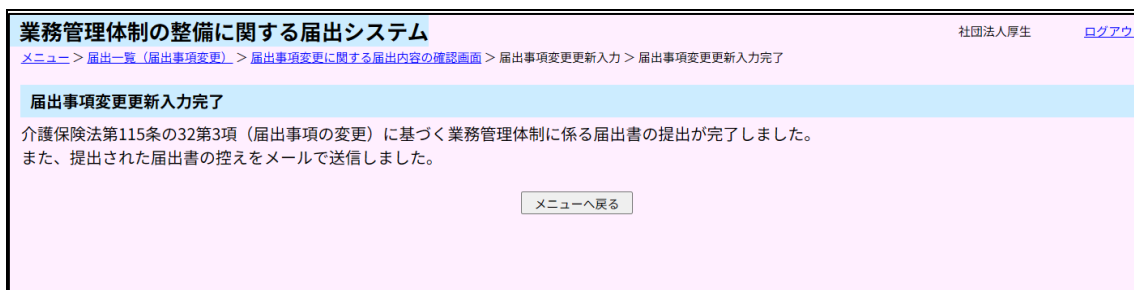 業務管理体制の整備に関する届出システム
社団法人厚生 ログアウ
メニュー > 届出一覧（届出事項変更） > 届出事項変更に関する届出内容の確認画面 > 届出事項変更更新入力 > 届出事項変更更新入力完了
届出事項変更更新入力完了
介護保険法第115条の32第3項（届出事項の変更）に基づく業務管理体制に係る届出書の提出が完了しました。
また、提出された届出書の控えをメールで送信しました。
メニューへ戻る